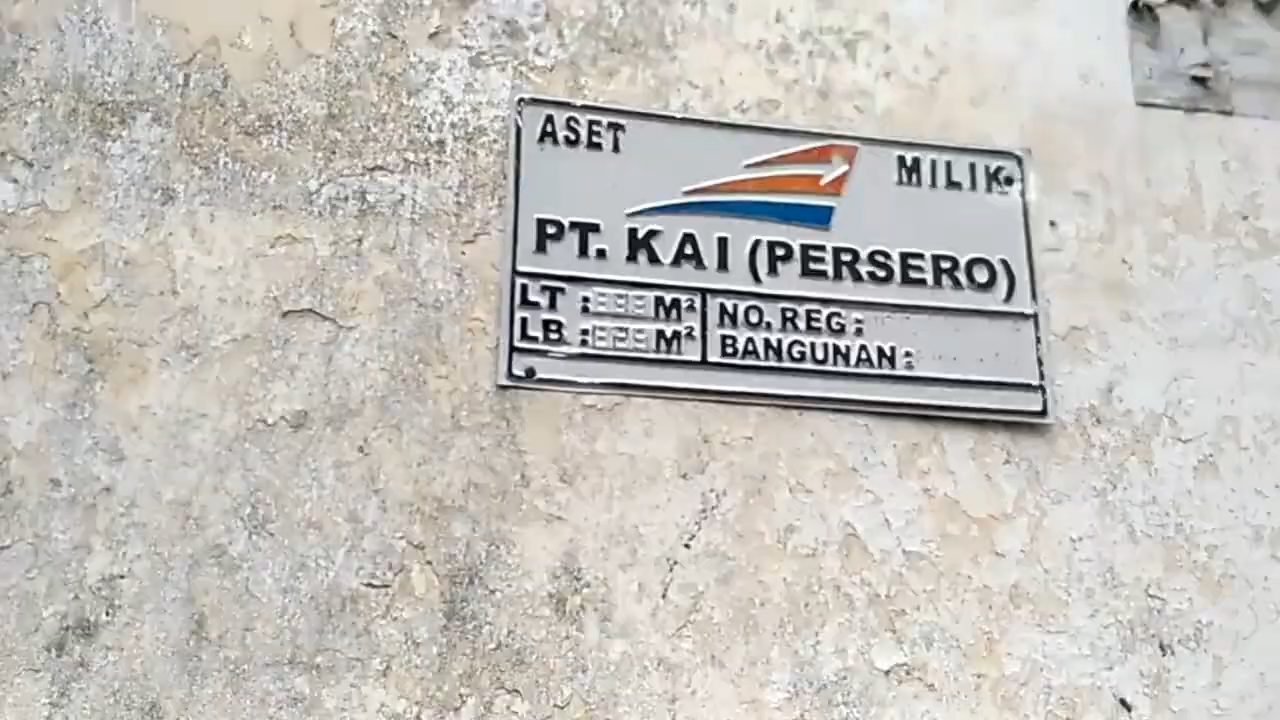 ASET MILIK
PT. KAI (PERSERO)
LT : M²
LB : M²
NO. REG :
BANGUNAN :